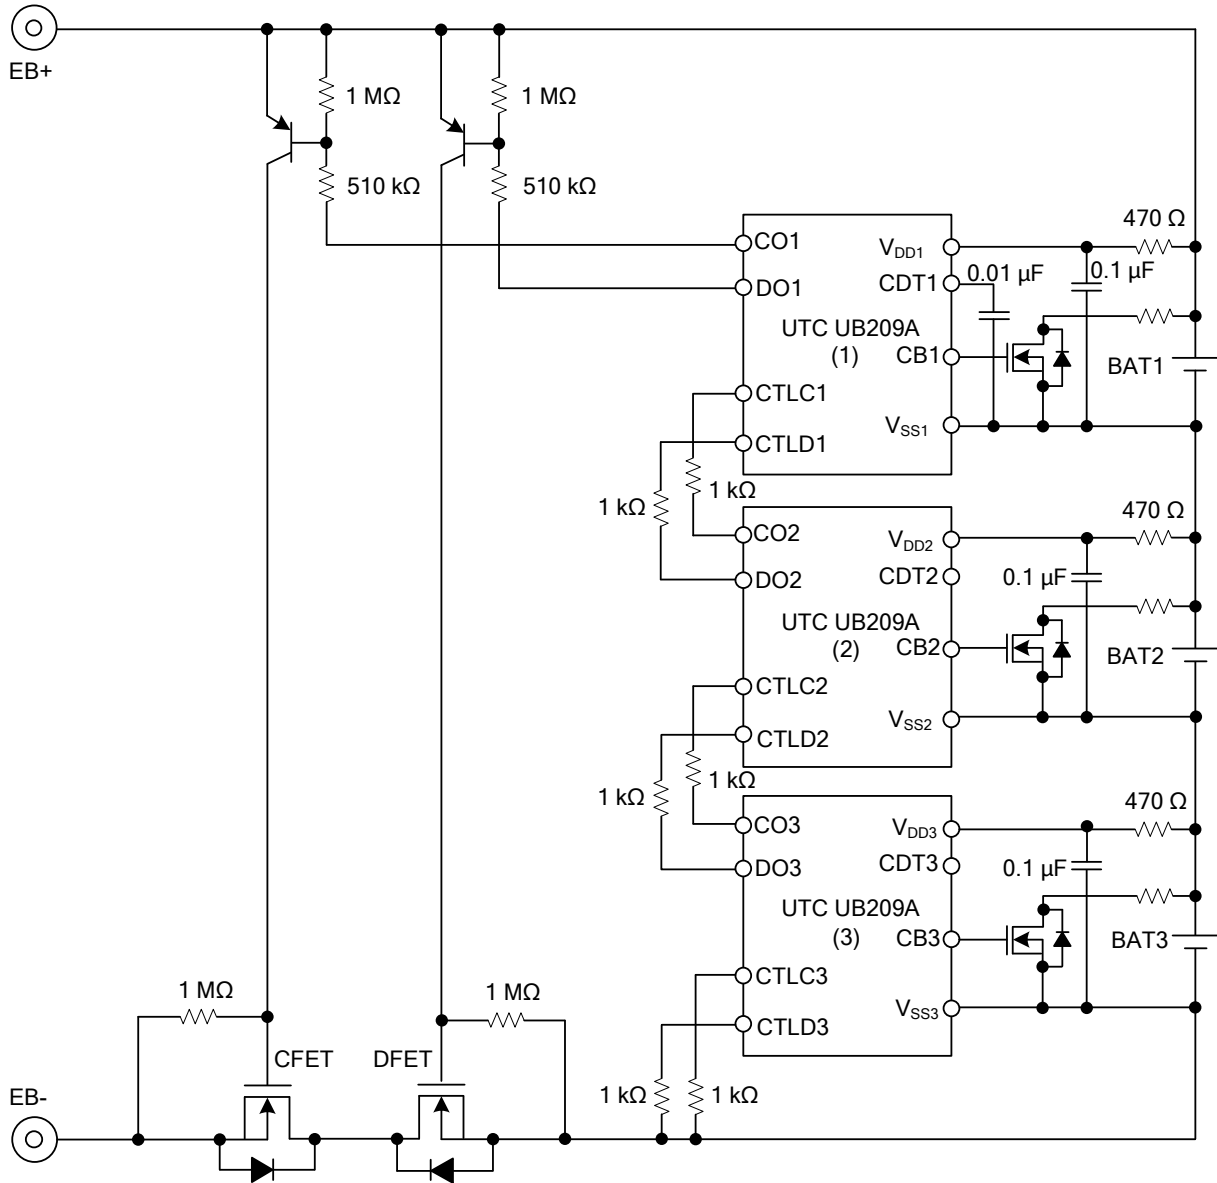 EB+
1 MΩ
1 MΩ
510 kΩ
510 kΩ
470 Ω
CO1
VDD1
CDT1
0.01 µF
0.1 µF
DO1
UTC UB209A
(1)
CB1
BAT1
CTLC1
VSS1
CTLD1
1 kΩ
1 kΩ
470 Ω
CO2
VDD2
DO2
CDT2
0.1 µF
UTC UB209A
(2)
CB2
BAT2
CTLC2
VSS2
CTLD2
1 kΩ
1 kΩ
470 Ω
CO3
VDD3
DO3
CDT3
0.1 µF
UTC UB209A
(3)
CB3
BAT3
CTLC3
1 MΩ
1 MΩ
VSS3
CTLD3
CFET
DFET
EB-
1 kΩ
1 kΩ